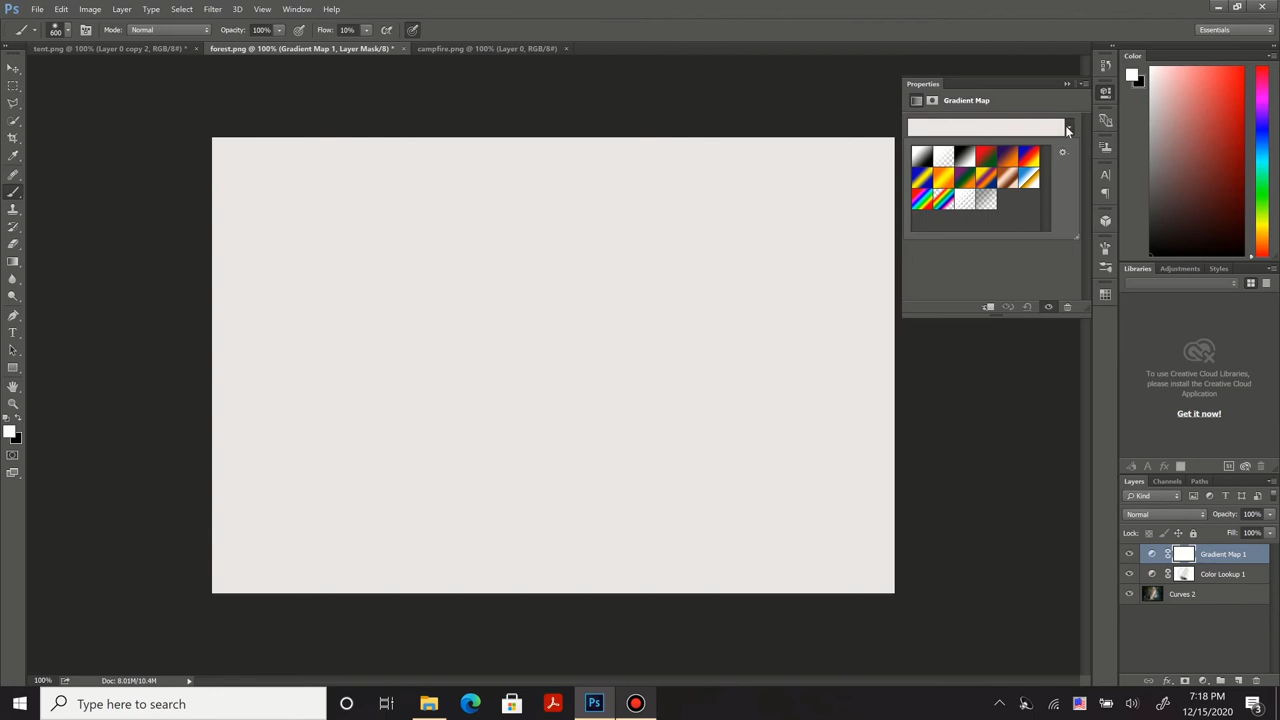 Ps File Edit Image Layer Type Select Filter 3D View Window Help
600 Mode: Normal Opacity: 100% Flow: 10% Essentials
tent.png @ 100% (Layer 0 copy 2, RGB/8#) * × forest.png @ 100% (Gradient Map 1, Layer Mask/8) * × campfire.png @ 100% (Layer 0, RGB/8#) ×
Color
Properties
Gradient Map
Libraries Adjustments Styles
To use Creative Cloud Libraries,
please install the Creative Cloud
Application
Get it now!
Layers Channels Paths
Kind
Normal Opacity: 100%
Lock: Fill: 100%
Gradient Map 1
Color Lookup 1
Curves 2
100% Doc: 8.01M/10.4M
Type here to search
Ps
7:18 PM
12/15/2020
3